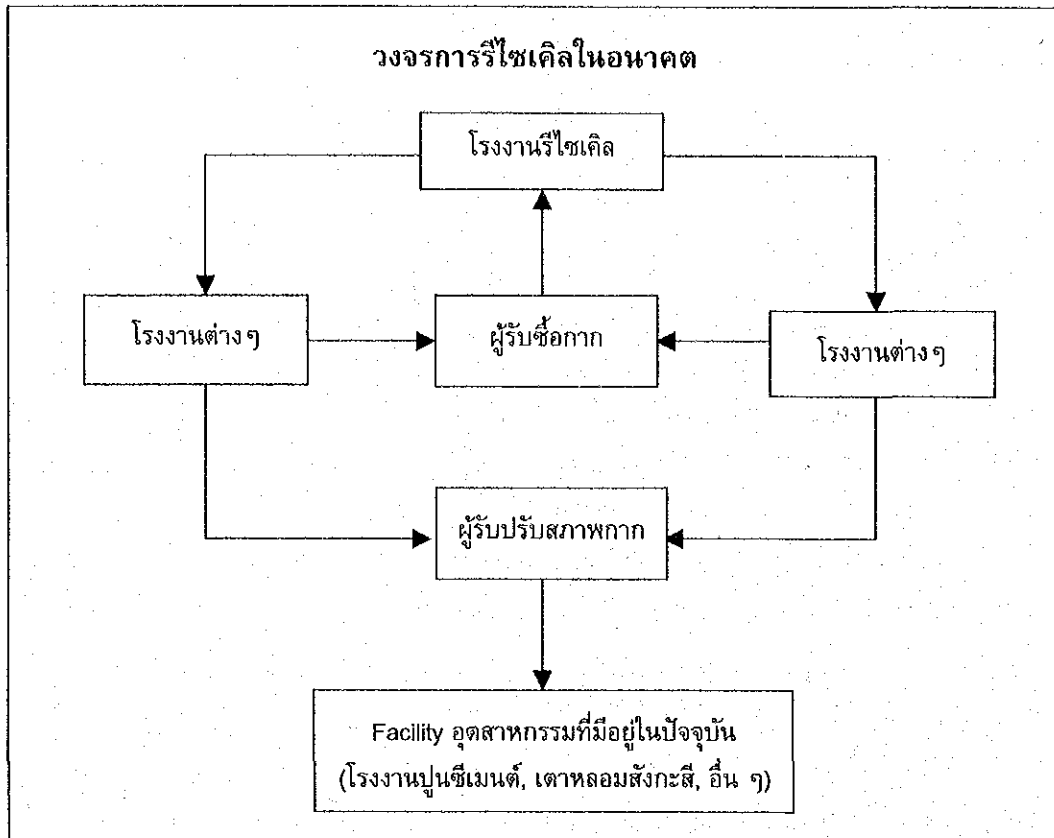 วงจรการรีไซเคิลในอนาคต
โรงงานรีไซเคิล
โรงงานต่าง ๆ
ผู้รับซื้อกาก
โรงงานต่าง ๆ
ผู้รับปรับสภาพกาก
Facility อุตสาหกรรมที่มีอยู่ในปัจจุบัน
(โรงงานปูนซีเมนต์, เตาหลอมสังกะสี, อื่น ๆ)